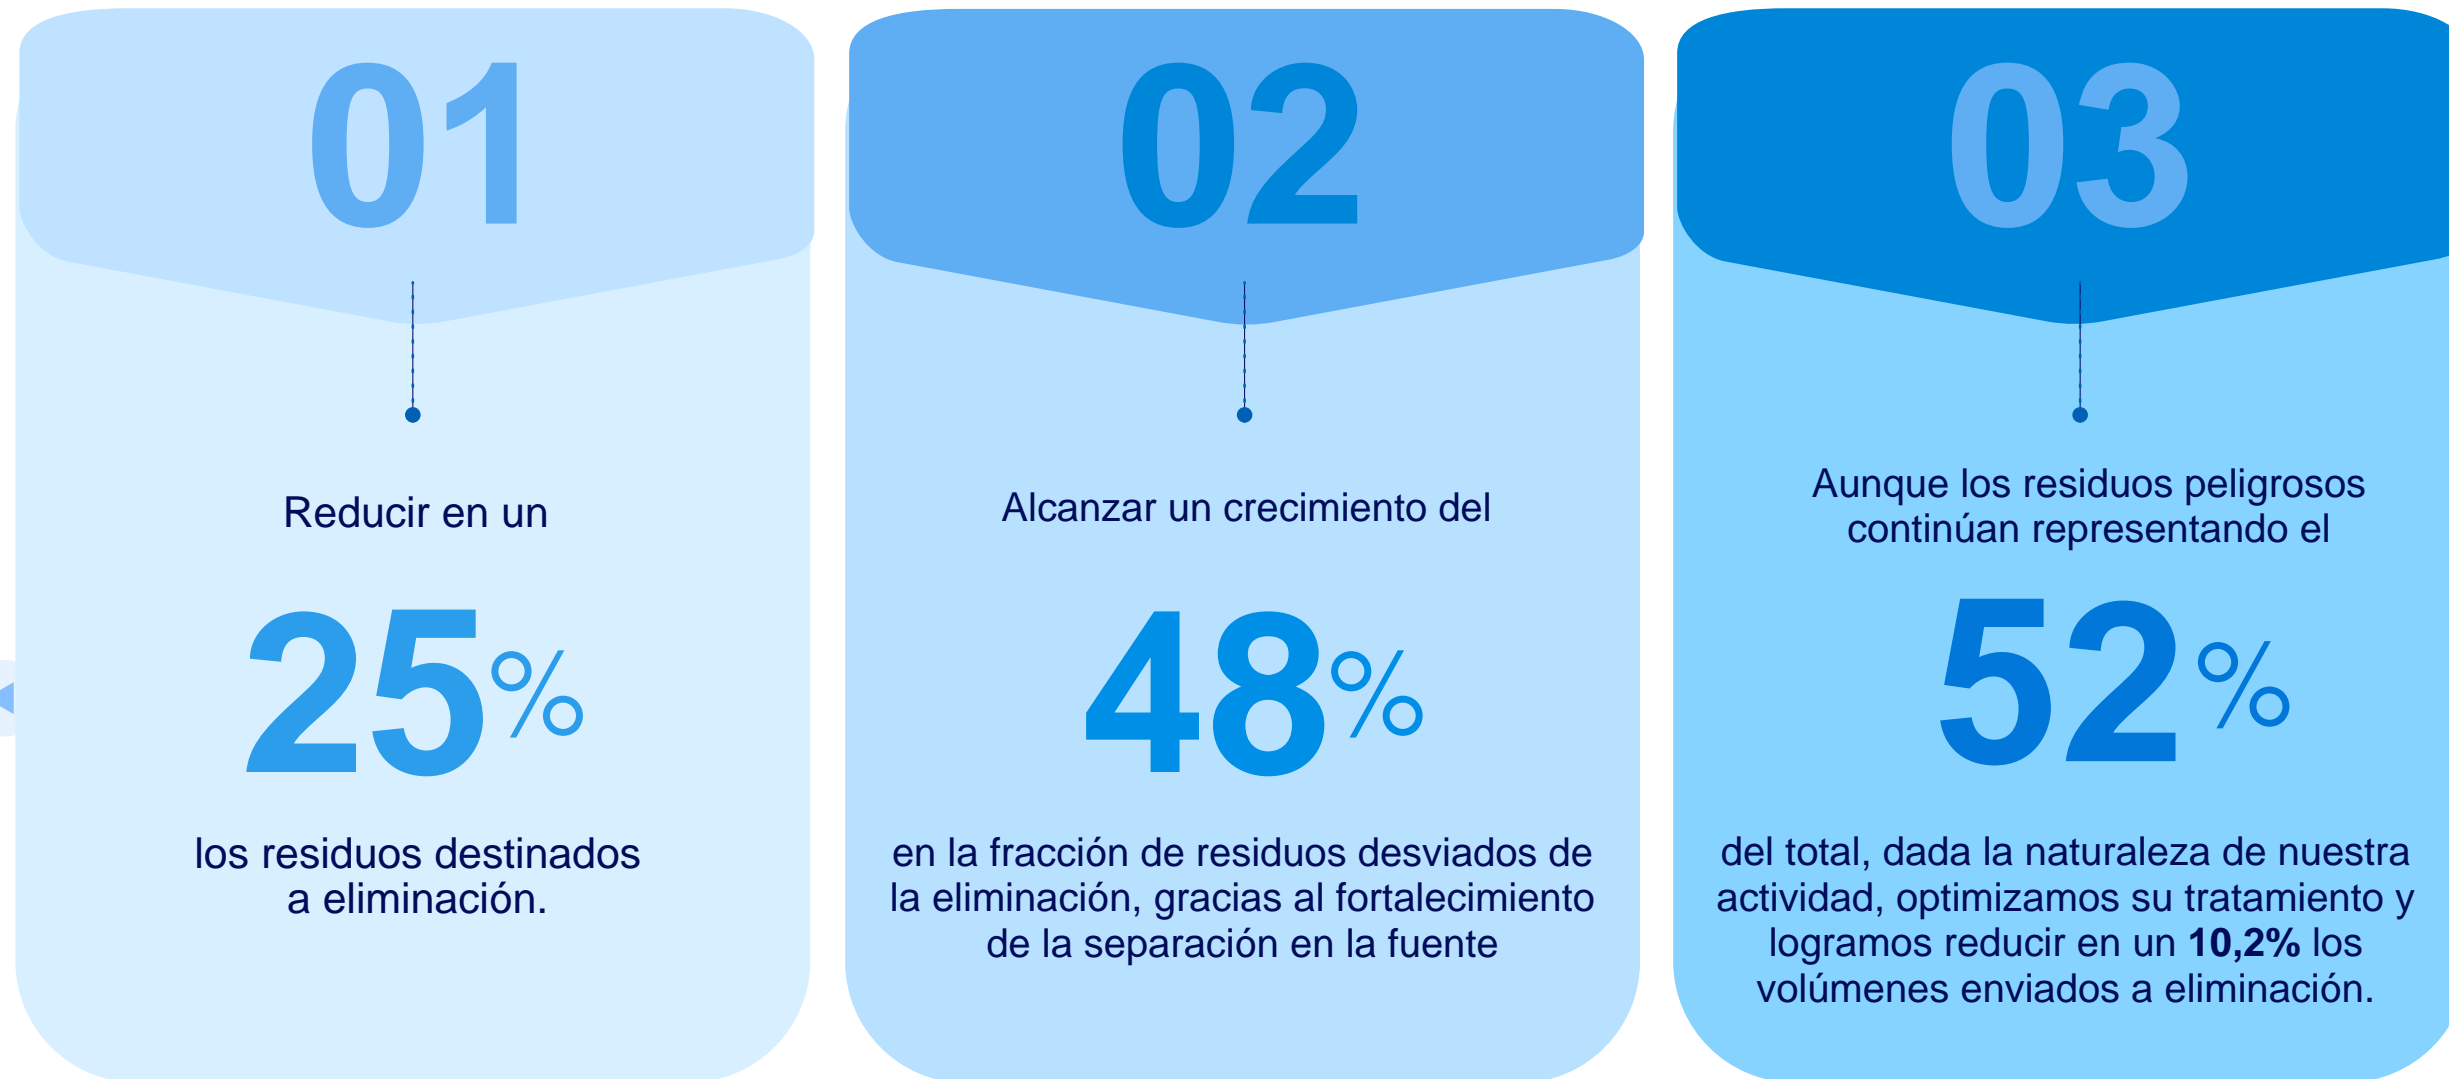 01
Reducir en un
25%
los residuos destinados
a eliminación.
02
Alcanzar un crecimiento del
48%
en la fracción de residuos desviados de
la eliminación, gracias al fortalecimiento
de la separación en la fuente
03
Aunque los residuos peligrosos
continúan representando el
52%
del total, dada la naturaleza de nuestra
actividad, optimizamos su tratamiento y
logramos reducir en un 10,2% los
volúmenes enviados a eliminación.